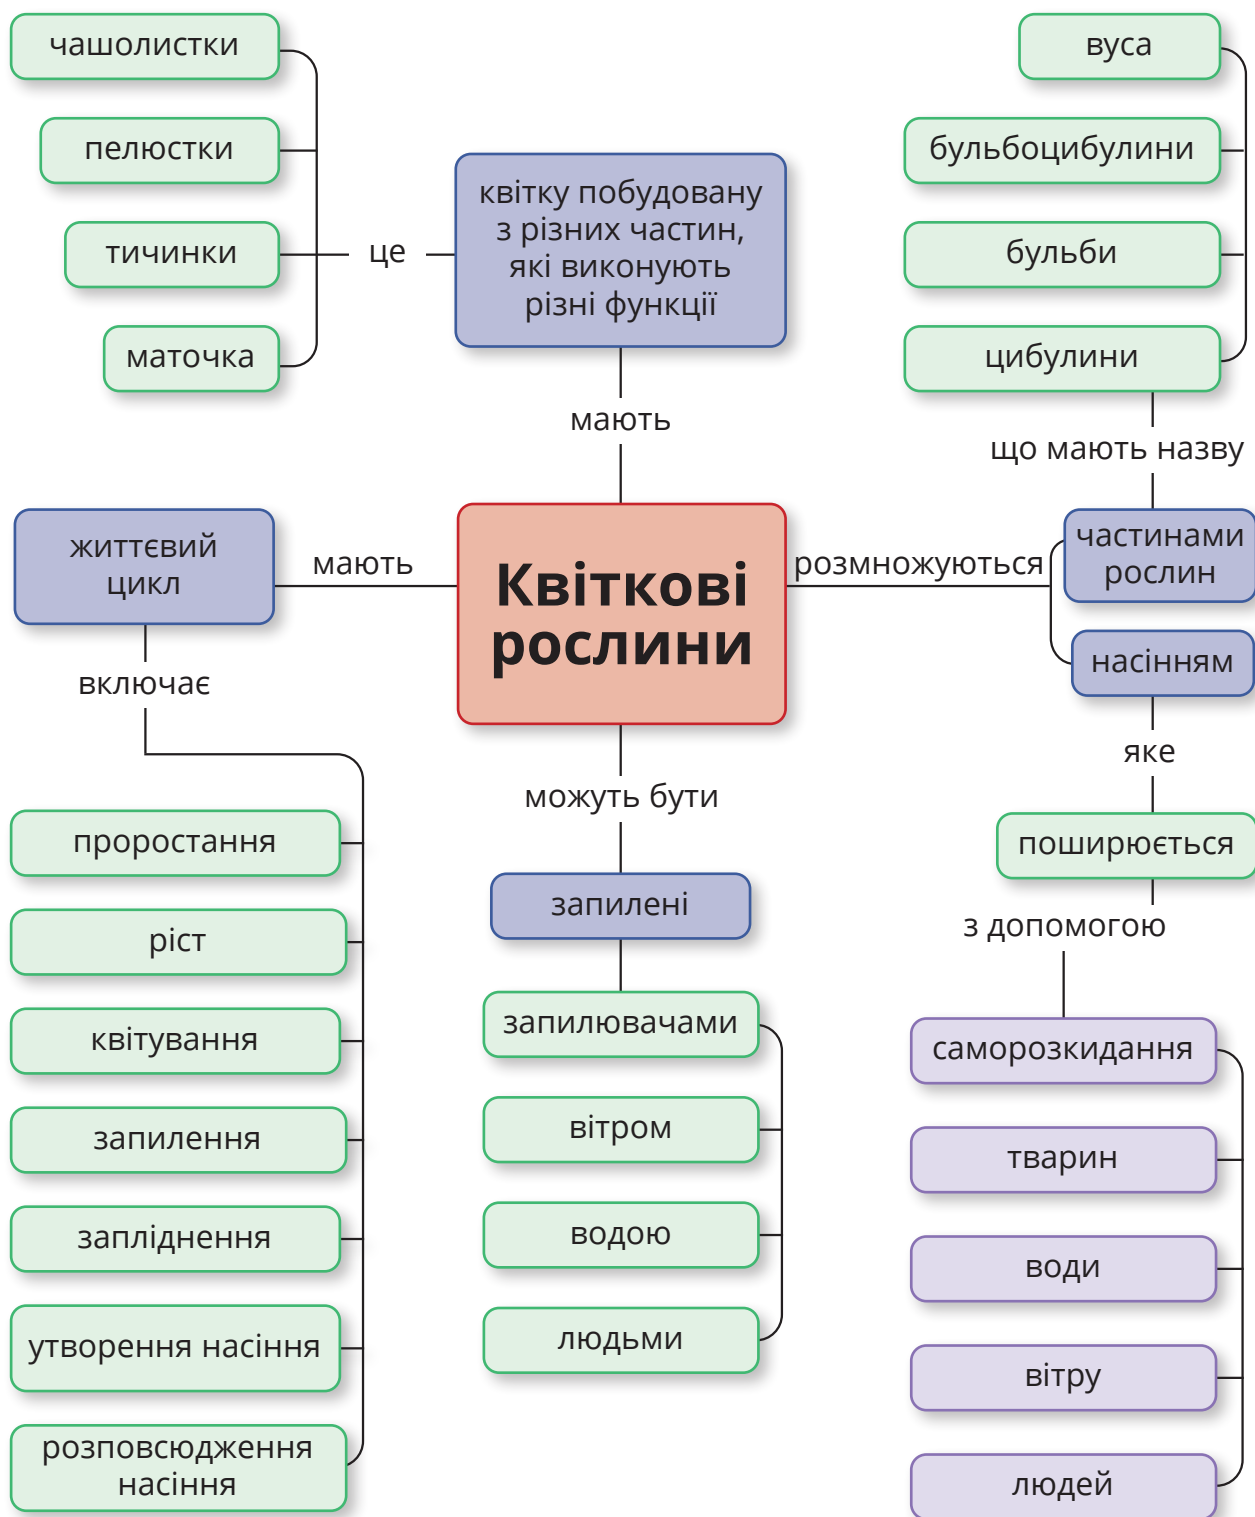 чашолистки
пелюстки
тичинки
маточка
це
квітку побудовану
з різних частин,
які виконують
різні функції
мають
вуса
бульбоцибулини
бульби
цибулини
що мають назву
частинами
рослин
насінням
розмножуються
Квіткові
рослини
мають
життєвий
цикл
включає
проростання
ріст
квітування
запилення
запліднення
утворення насіння
розповсюдження
насіння
можуть бути
запилені
запилювачами
вітром
водою
людьми
яке
поширюється
з допомогою
саморозкидання
тварин
води
вітру
людей